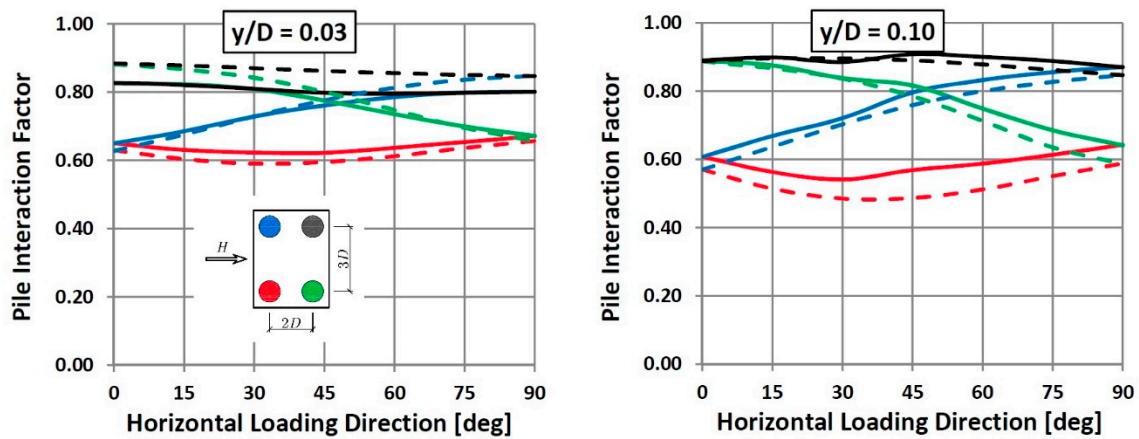 y/D = 0.03
Pile Interaction Factor
1.00
0.80
0.60
0.40
0.20
0.00
H
3D
2D
0 15 30 45 60 75 90
Horizontal Loading Direction [deg]
y/D = 0.10
Pile Interaction Factor
1.00
0.80
0.60
0.40
0.20
0.00
0 15 30 45 60 75 90
Horizontal Loading Direction [deg]